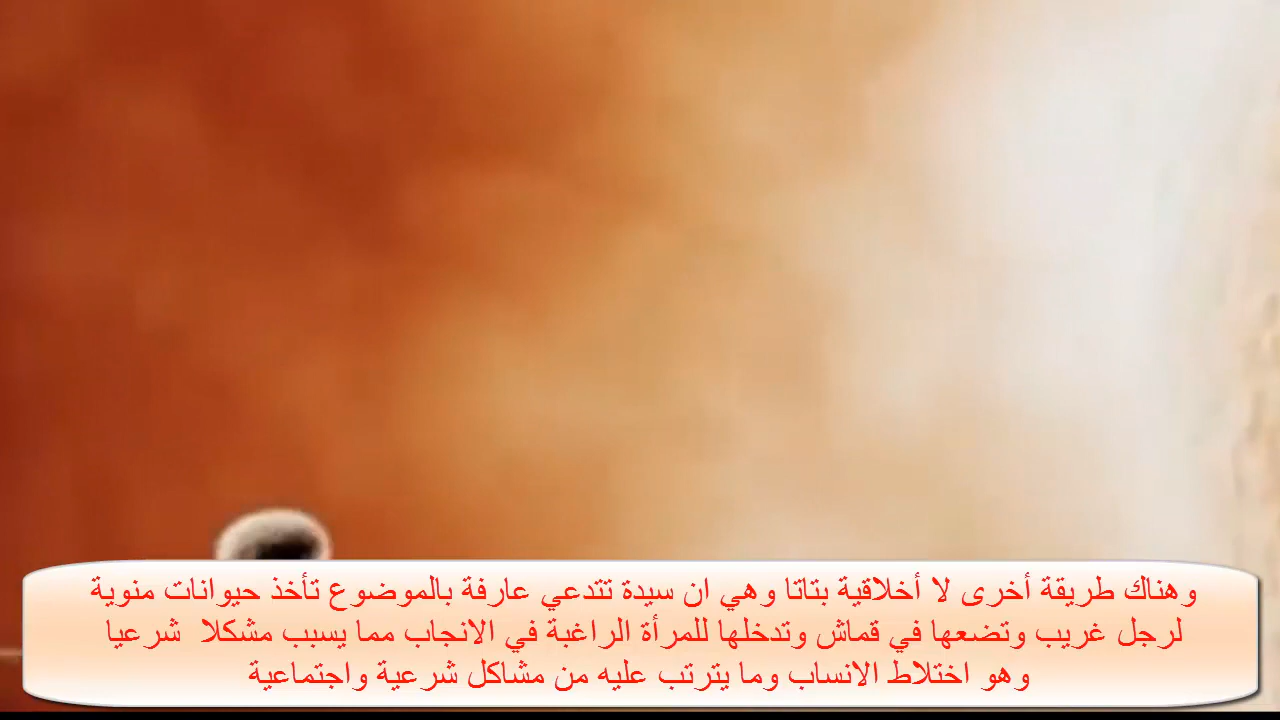 وهناك طريقة أخرى لا أخلاقية بتاتا وهي ان سيدة تتدعي عارفة بالموضوع تأخذ حيوانات منوية
لرجل غريب وتضعها في قماش وتدخلها للمرأة الراغبة في الانجاب مما يسبب مشكلا شرعيا
وهو اختلاط الانساب وما يترتب عليه من مشاكل شرعية واجتماعية